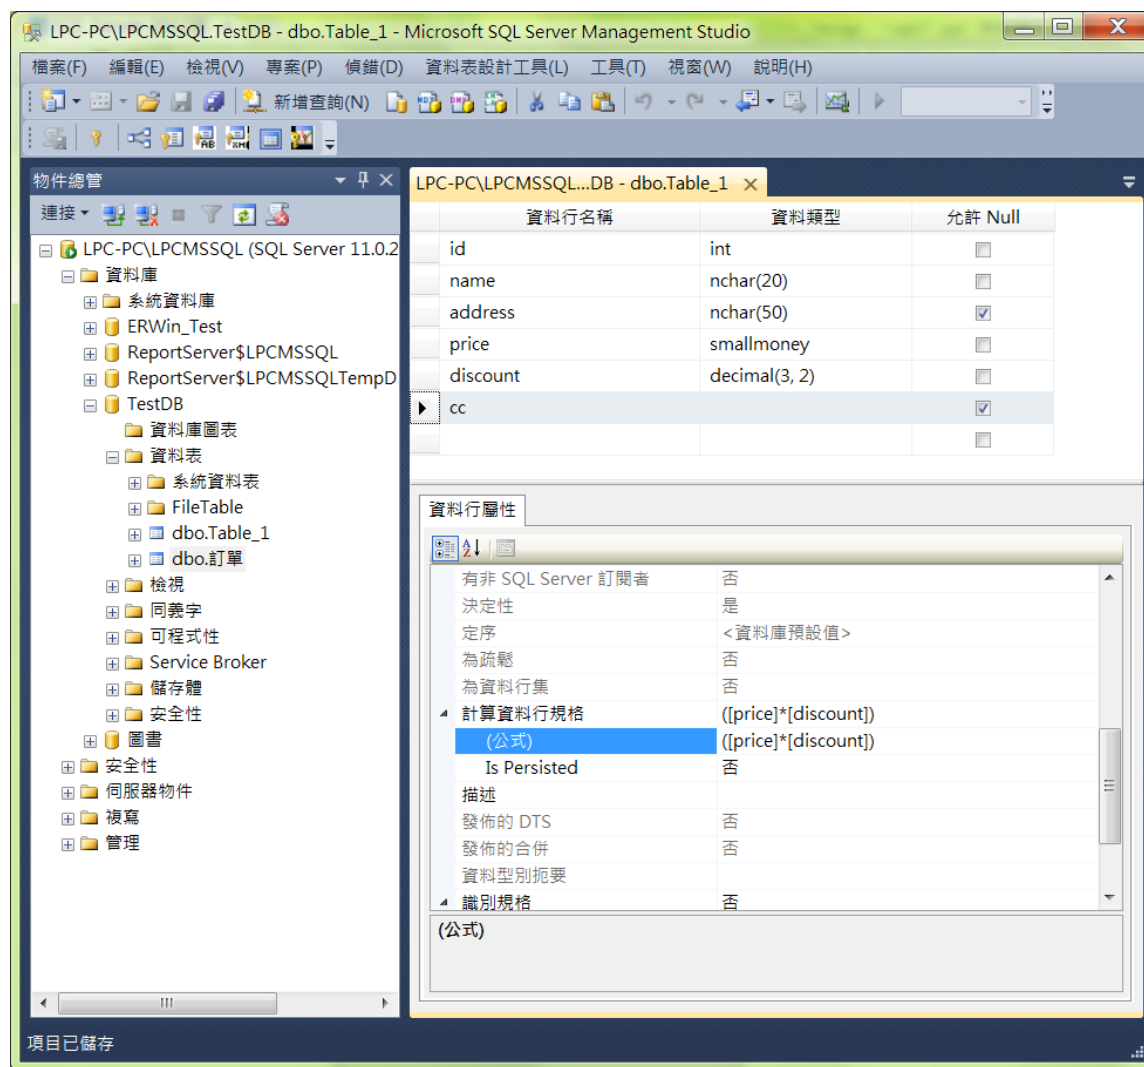 LPC-PC\LPCMSSQL.TestDB - dbo.Table_1 - Microsoft SQL Server Management Studio
檔案(F) 編輯(E) 檢視(V) 專案(P) 偵錯(D) 資料表設計工具(L) 工具(T) 視窗(W) 說明(H)
新增查詢(N)
物件總管
連接
LPC-PC\LPCMSSQL (SQL Server 11.0.2
資料庫
系統資料庫
ERWin_Test
ReportServer$LPCMSSQL
ReportServer$LPCMSSQLTempD
TestDB
資料庫圖表
資料表
系統資料表
FileTable
dbo.Table_1
dbo.訂單
檢視
同義字
可程式性
Service Broker
儲存體
安全性
圖書
安全性
伺服器物件
複寫
管理
LPC-PC\LPCMSSQL...DB - dbo.Table_1
資料行名稱 資料類型 允許 Null
id int
name nchar(20)
address nchar(50)
price smallmoney
discount decimal(3, 2)
cc
資料行屬性
有非 SQL Server 訂閱者 否
決定性 是
定序 <資料庫預設值>
為疏鬆 否
為資料行集 否
計算資料行規格 ([price]*[discount])
(公式) ([price]*[discount])
Is Persisted 否
描述
發佈的 DTS 否
發佈的合併 否
資料型別扼要
識別規格 否
(公式)
項目已儲存